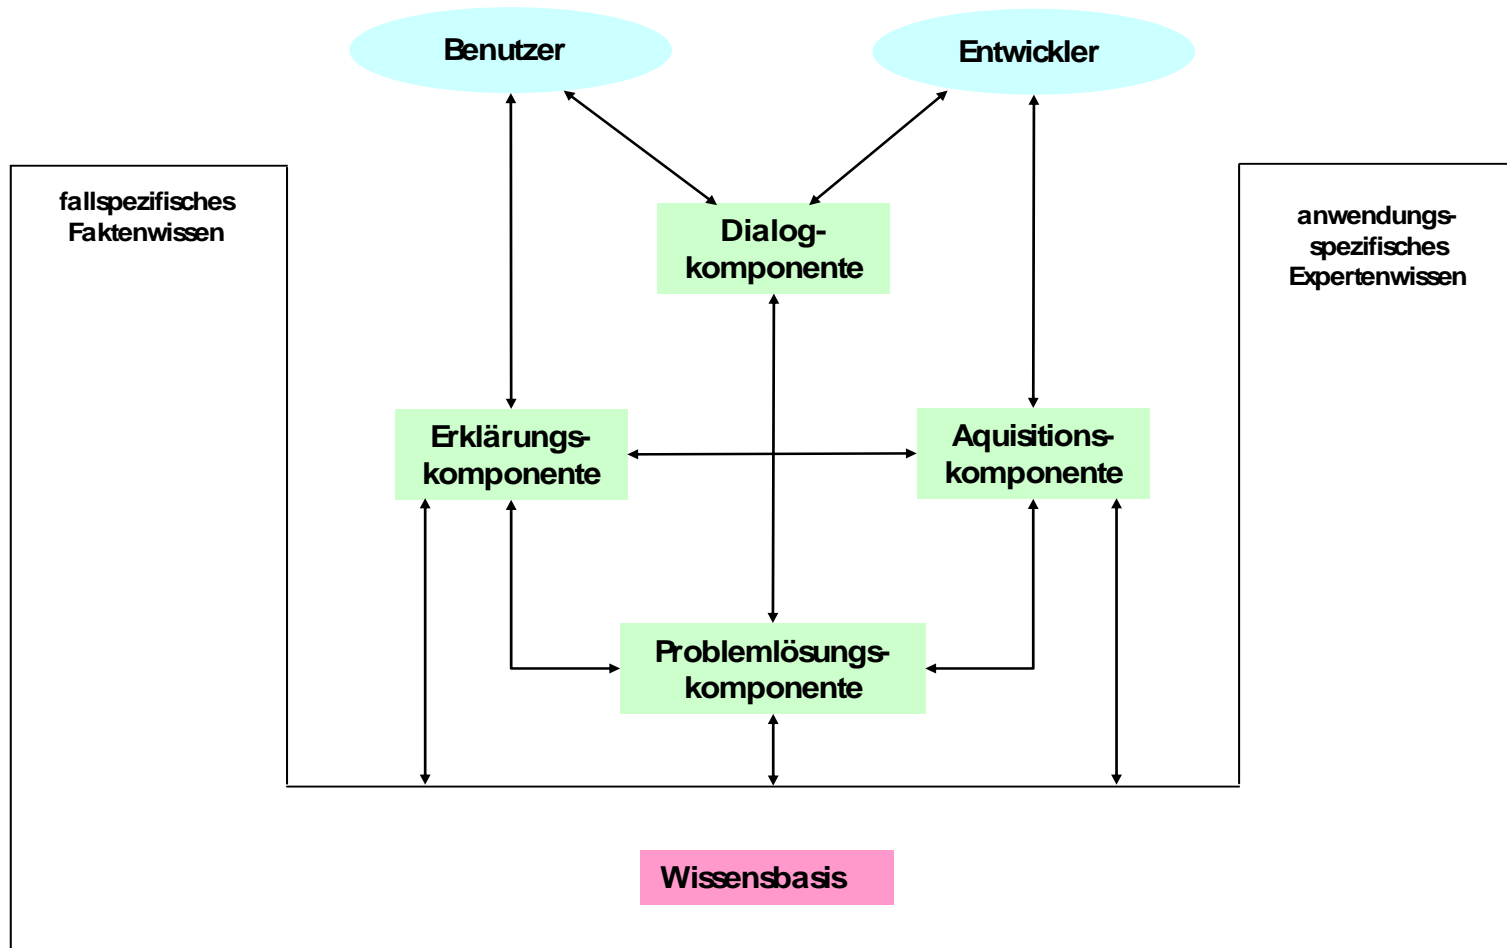 Benutzer
Entwickler
fallspezifisches
Faktenwissen
Dialog-
komponente
anwendungs-
spezifisches
Expertenwissen
Erklärungs-
komponente
Aquisitions-
komponente
Problemlösungs-
komponente
Wissensbasis